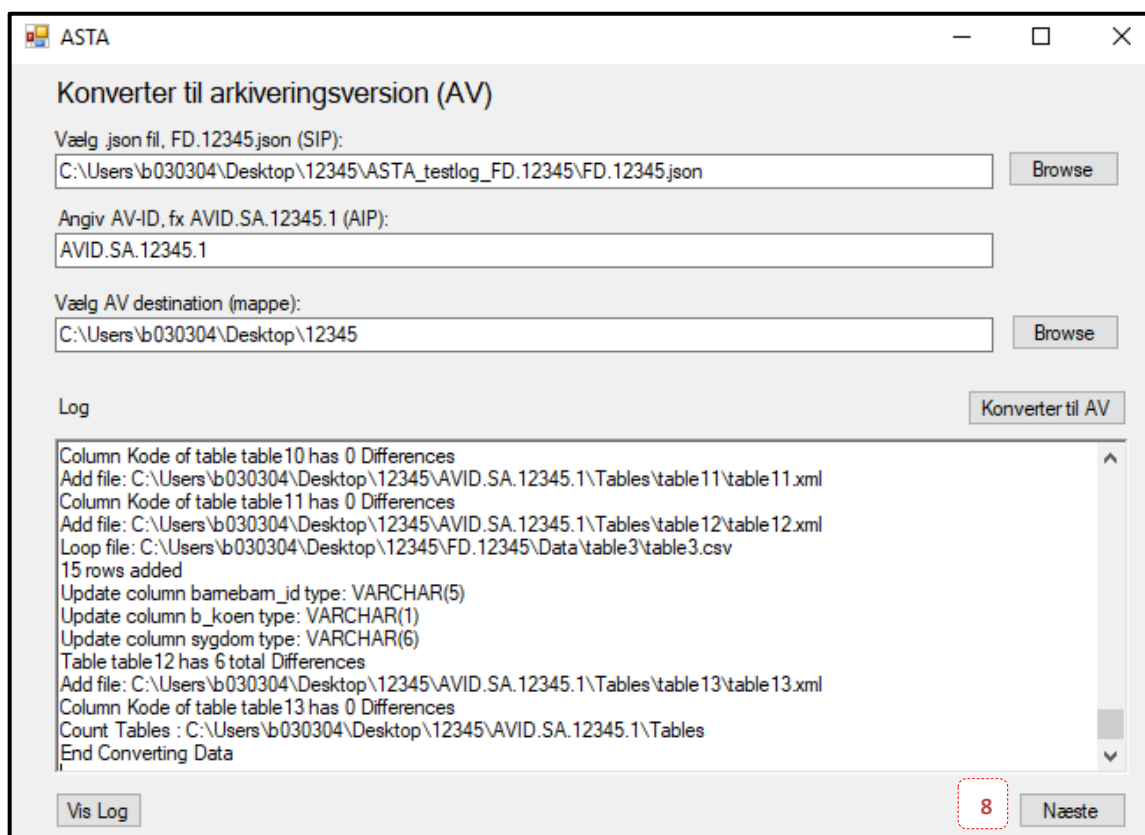 ASTA
Konverter til arkiveringsversion (AV)
Vælg .json fil, FD.12345.json (SIP):
C:\Users\b030304\Desktop\12345\ASTA_testlog_FD.12345\FD.12345.json
Browse
Angiv AV-ID, fx AVID.SA.12345.1 (AIP):
AVID.SA.12345.1
Vælg AV destination (mappe):
C:\Users\b030304\Desktop\12345
Browse
Log
Konverter til AV
Column Kode of table table10 has 0 Differences
Add file: C:\Users\b030304\Desktop\12345\AVID.SA.12345.1\Tables\table11\table11.xml
Column Kode of table table11 has 0 Differences
Add file: C:\Users\b030304\Desktop\12345\AVID.SA.12345.1\Tables\table12\table12.xml
Loop file: C:\Users\b030304\Desktop\12345\FD.12345\Data\table3\table3.csv
15 rows added
Update column barnebarn_id type: VARCHAR(5)
Update column b_koen type: VARCHAR(1)
Update column sygdom type: VARCHAR(6)
Table table12 has 6 total Differences
Add file: C:\Users\b030304\Desktop\12345\AVID.SA.12345.1\Tables\table13\table13.xml
Column Kode of table table13 has 0 Differences
Count Tables : C:\Users\b030304\Desktop\12345\AVID.SA.12345.1\Tables
End Converting Data
Vis Log
8
Næste